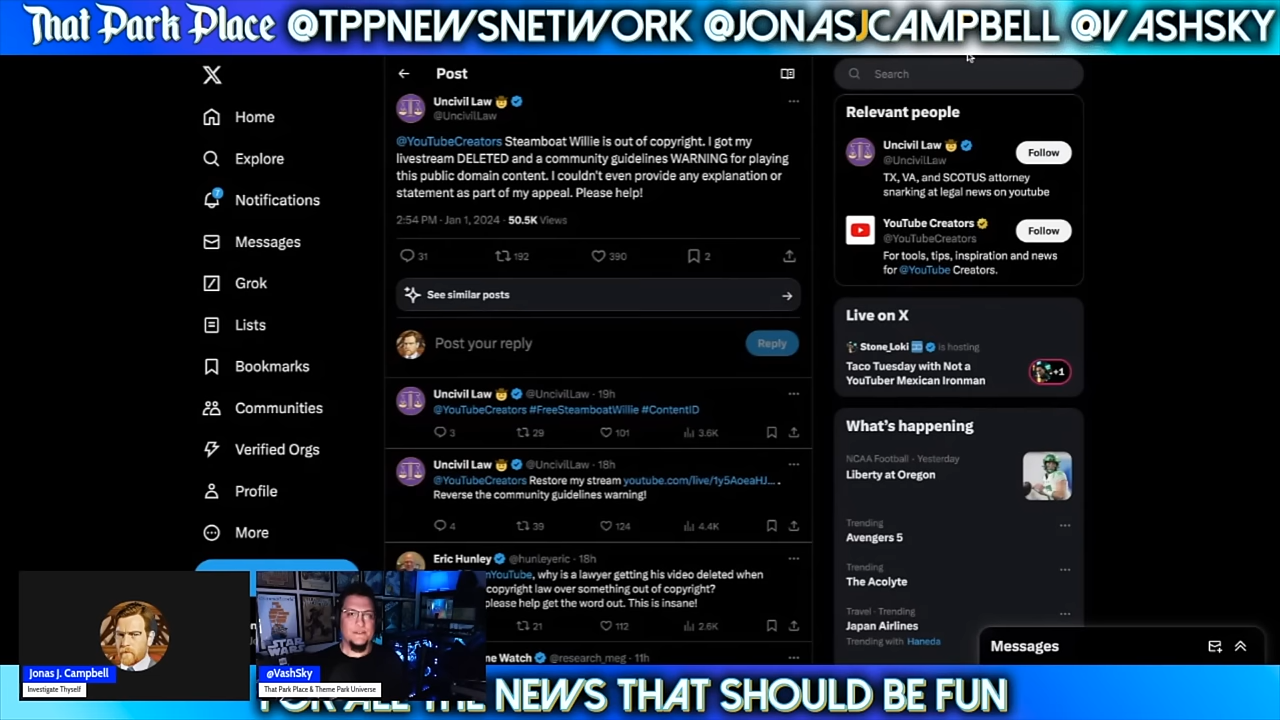 That Park Place @TPPNEWSNETWORK @JONASJCAMPBELL @VASHSKY
Home
Explore
Notifications
Messages
Grok
Lists
Bookmarks
Communities
Verified Orgs
Profile
More
Post
Uncivil Law
@UncivilLaw
@YouTubeCreators Steamboat Willie is out of copyright. I got my
livestream DELETED and a community guidelines WARNING for playing
this public domain content. I couldn't even provide any explanation or
statement as part of my appeal. Please help!
2:54 PM · Jan 1, 2024 · 50.5K Views
31 192 390 2
See similar posts
Post your reply
Reply
Uncivil Law @UncivilLaw · 19h
@YouTubeCreators #FreeSteamboatWillie #ContentID
3 29 101 3.6K
Uncivil Law @UncivilLaw · 18h
@YouTubeCreators Restore my stream youtube.com/live/1y5AoeaHJ... .
Reverse the community guidelines warning!
4 39 124 4.4K
Eric Hunley @hunleyeric · 18h
nYouTube, why is a lawyer getting his video deleted when
copyright law over something out of copyright?
please help get the word out. This is insane!
21 112 2.6K
me Watch @research_meg · 11h
Search
Relevant people
Uncivil Law
@UncivilLaw
Follow
TX, VA, and SCOTUS attorney
snarking at legal news on youtube
YouTube Creators
@YouTubeCreators
Follow
For tools, tips, inspiration and news
for @YouTube Creators.
Live on X
Stone_Loki is hosting
Taco Tuesday with Not a
YouTuber Mexican Ironman
+1
What's happening
NCAA Football · Yesterday
Liberty at Oregon
Trending
Avengers 5
Trending
The Acolyte
Travel · Trending
Japan Airlines
Trending with Haneda
Messages
STAR
WARS
Jonas J. Campbell
Investigate Thyself
@VashSky
That Park Place & Theme Park Universe
FOR ALL THE NEWS THAT SHOULD BE FUN